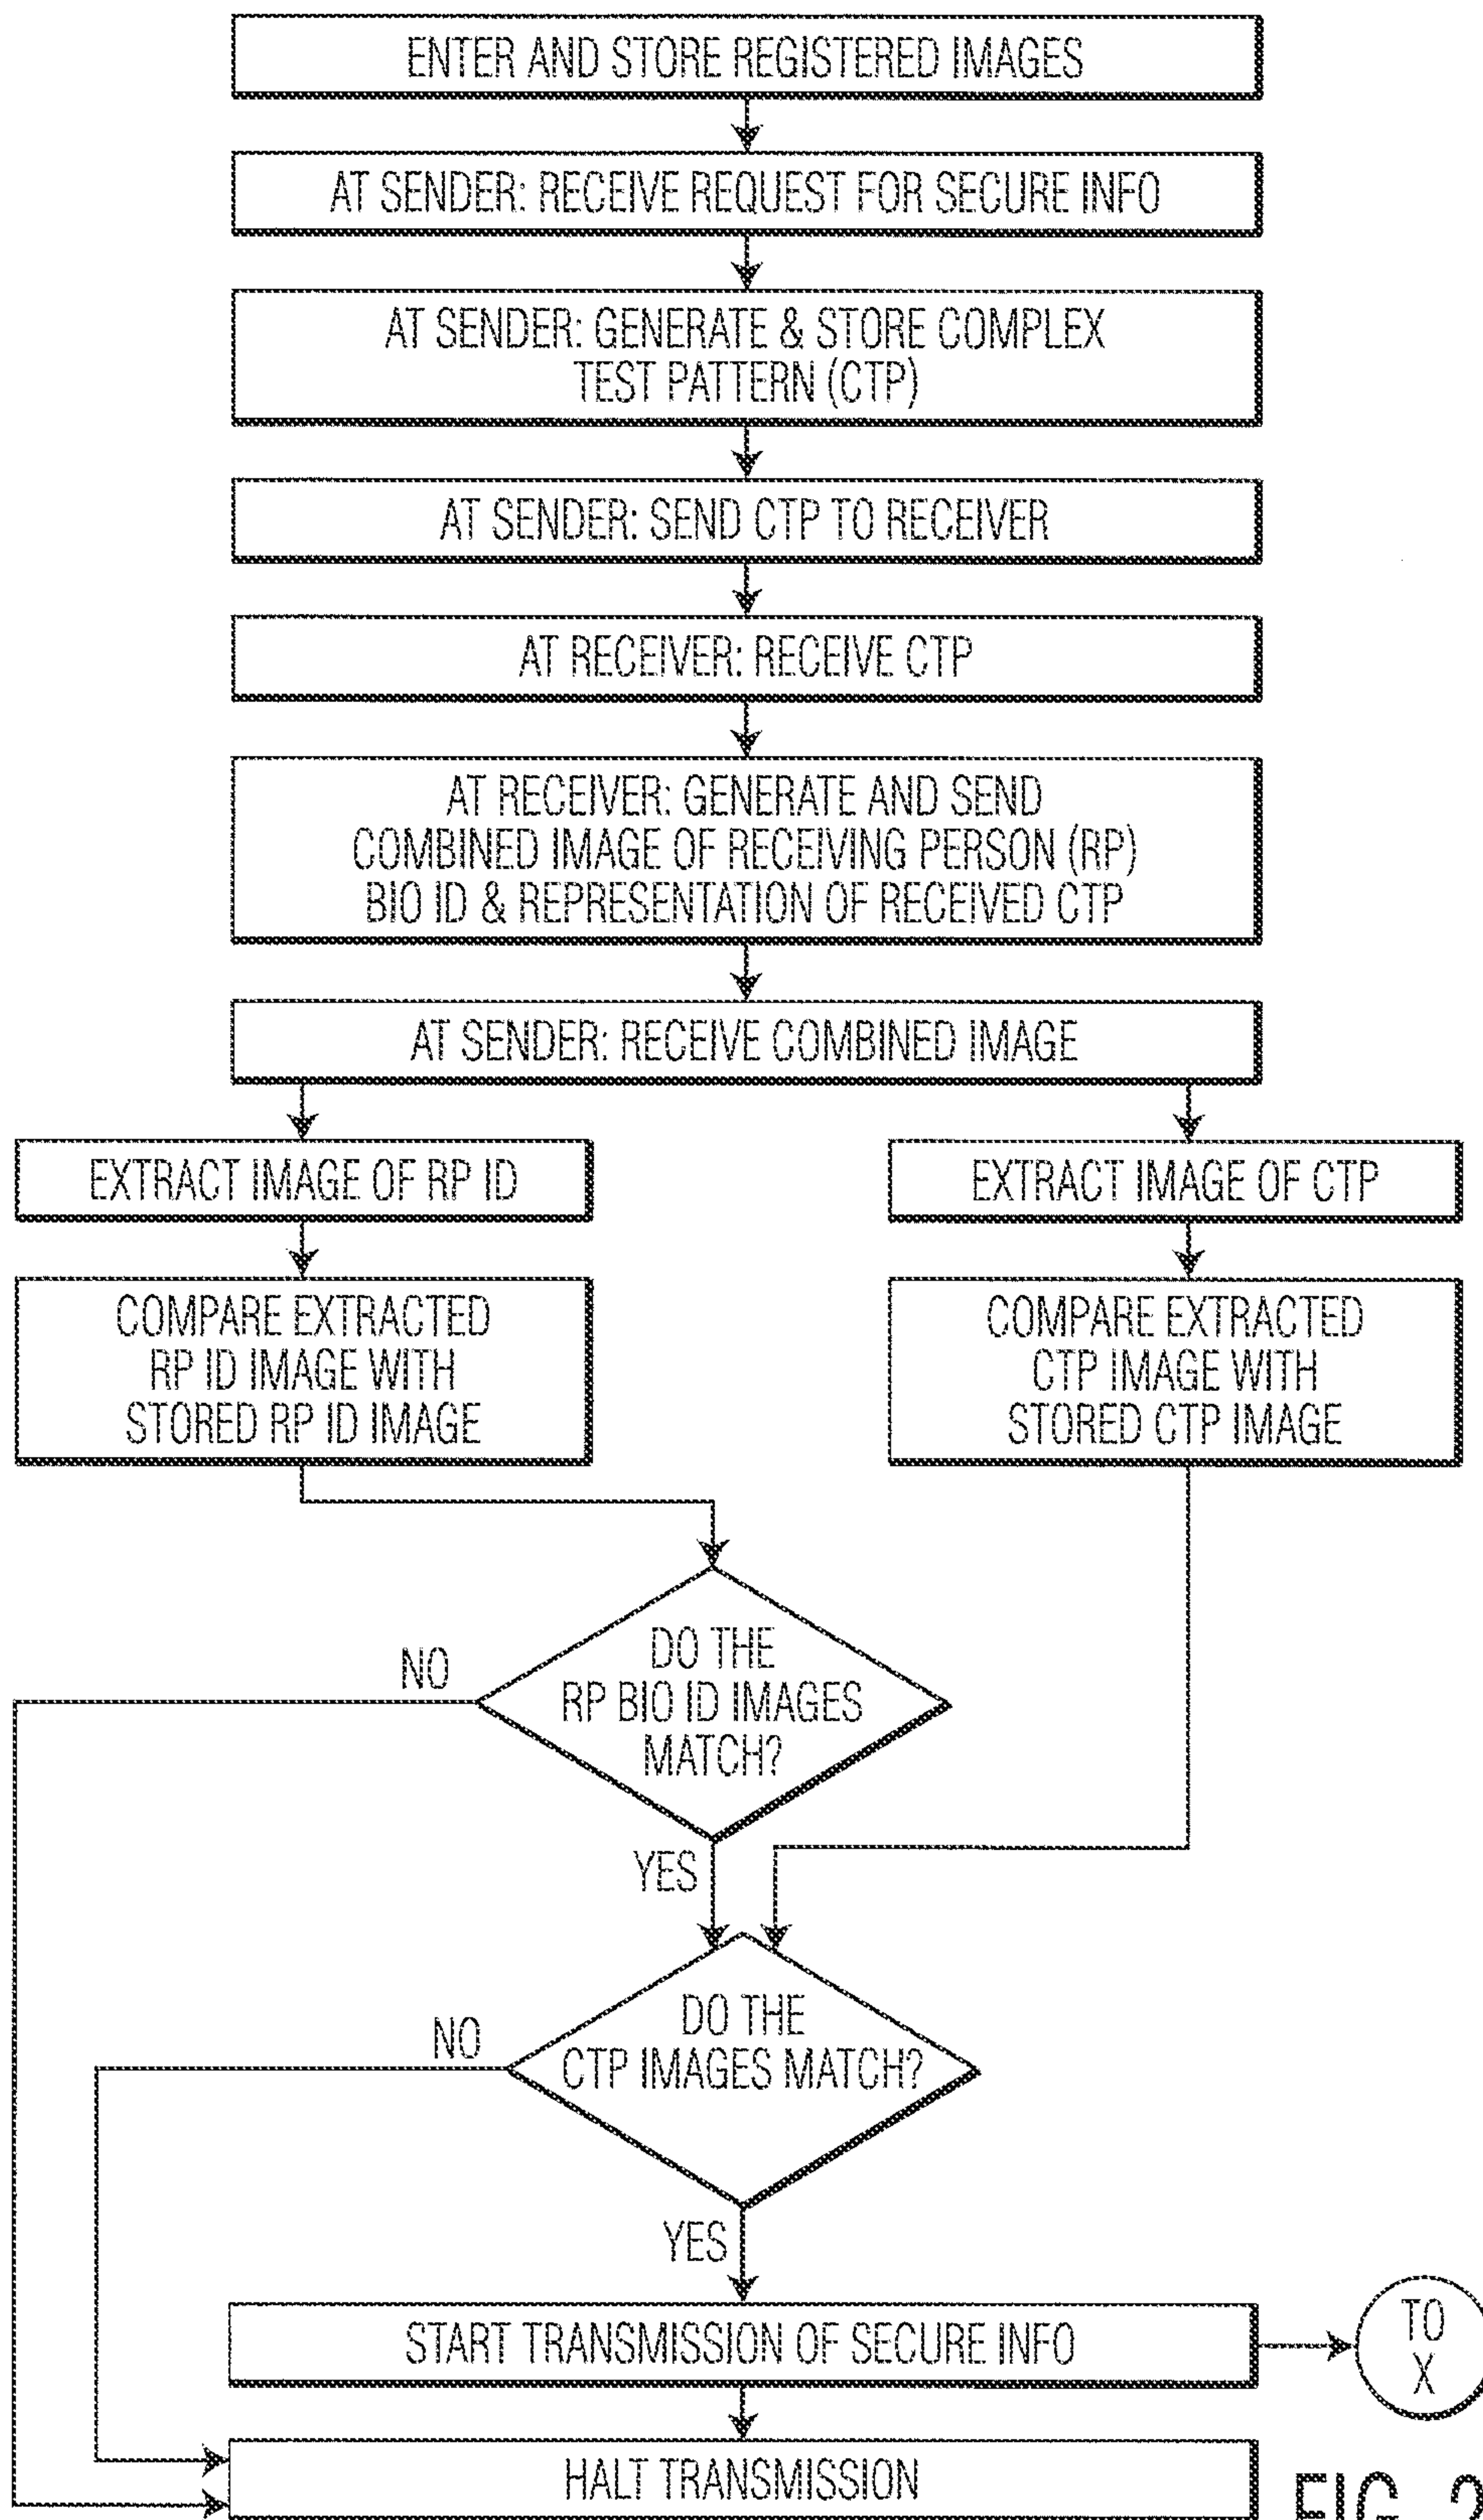 ENTER AND STORE REGISTERED IMAGES
AT SENDER: RECEIVE REQUEST FOR SECURE INFO
AT SENDER: GENERATE & STORE COMPLEX
TEST PATTERN (CTP)
AT SENDER: SEND CTP TO RECEIVER
AT RECEIVER: RECEIVE CTP
AT RECEIVER: GENERATE AND SEND
COMBINED IMAGE OF RECEIVING PERSON (RP)
BIO ID & REPRESENTATION OF RECEIVED CTP
AT SENDER: RECEIVE COMBINED IMAGE
EXTRACT IMAGE OF RP ID
EXTRACT IMAGE OF CTP
COMPARE EXTRACTED
RP ID IMAGE WITH
STORED RP ID IMAGE
COMPARE EXTRACTED
CTP IMAGE WITH
STORED CTP IMAGE
DO THE
RP BIO ID IMAGES
MATCH?
NO
YES
DO THE
CTP IMAGES MATCH?
NO
YES
START TRANSMISSION OF SECURE INFO
TO
X
HALT TRANSMISSION
FIG.